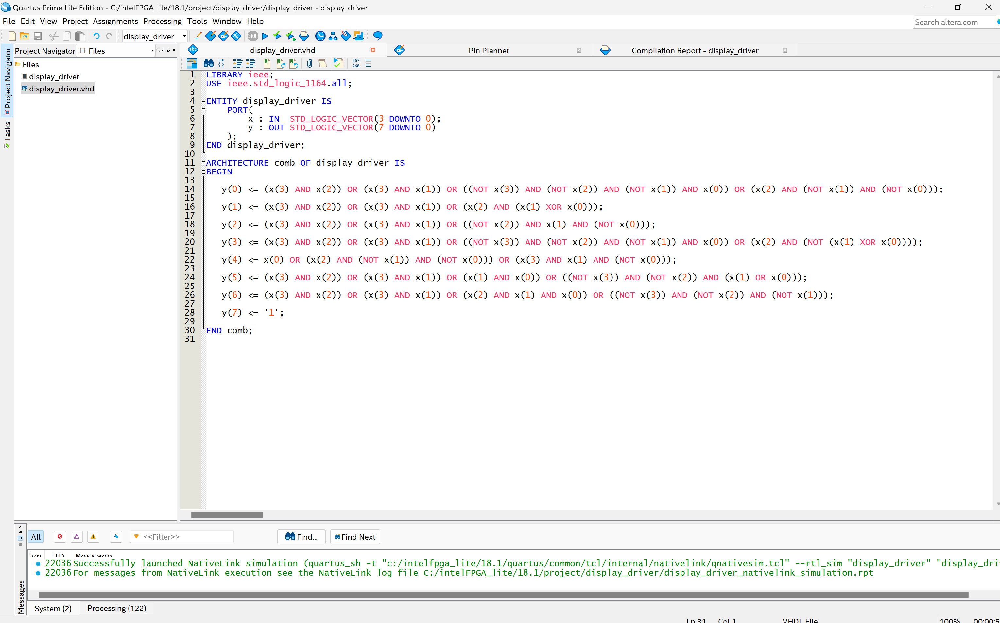 Quartus Prime Lite Edition - C:/intelFPGA_lite/18.1/project/display_driver/display_driver - display_driver
File Edit View Project Assignments Processing Tools Window Help
Search altera.com
display_driver
STOP
Project Navigator Files
abc display_driver.vhd Pin Planner Compilation Report - display_driver
Project Navigator
Tasks
Files
display_driver
display_driver.vhd
267
268
1 LIBRARY ieee;
2 USE ieee.std_logic_1164.all;
3
4 ENTITY display_driver IS
5 PORT(
6 x : IN STD_LOGIC_VECTOR(3 DOWNTO 0);
7 y : OUT STD_LOGIC_VECTOR(7 DOWNTO 0)
8 );
9 END display_driver;
10
11 ARCHITECTURE comb OF display_driver IS
12 BEGIN
13
14 y(0) <= (x(3) AND x(2)) OR (x(3) AND x(1)) OR ((NOT x(3)) AND (NOT x(2)) AND (NOT x(1)) AND x(0)) OR (x(2) AND (NOT x(1)) AND (NOT x(0)));
15
16 y(1) <= (x(3) AND x(2)) OR (x(3) AND x(1)) OR (x(2) AND (x(1) XOR x(0)));
17
18 y(2) <= (x(3) AND x(2)) OR (x(3) AND x(1)) OR ((NOT x(2)) AND x(1) AND (NOT x(0)));
19
20 y(3) <= (x(3) AND x(2)) OR (x(3) AND x(1)) OR ((NOT x(3)) AND (NOT x(2)) AND (NOT x(1)) AND x(0)) OR (x(2) AND (NOT (x(1) XOR x(0))));
21
22 y(4) <= x(0) OR (x(2) AND (NOT x(1)) AND (NOT x(0))) OR (x(3) AND x(1) AND (NOT x(0)));
23
24 y(5) <= (x(3) AND x(2)) OR (x(3) AND x(1)) OR (x(1) AND x(0)) OR ((NOT x(3)) AND (NOT x(2)) AND (x(1) OR x(0)));
25
26 y(6) <= (x(3) AND x(2)) OR (x(3) AND x(1)) OR (x(2) AND x(1) AND x(0)) OR ((NOT x(3)) AND (NOT x(2)) AND (NOT x(1)));
27
28 y(7) <= '1';
29
30 END comb;
31
All <<Filter>> Find... Find Next
ID Message
22036 Successfully launched NativeLink simulation (quartus_sh -t "c:/intelfpga_lite/18.1/quartus/common/tcl/internal/nativelink/qnativesim.tcl" --rtl_sim "display_driver" "display_dri
22036 For messages from NativeLink execution see the NativeLink log file C:/intelFPGA_lite/18.1/project/display_driver/display_driver_nativelink_simulation.rpt
Messages
System (2) Processing (122)
Ln 31 Col 1 VHDL File 100% 00:00:5